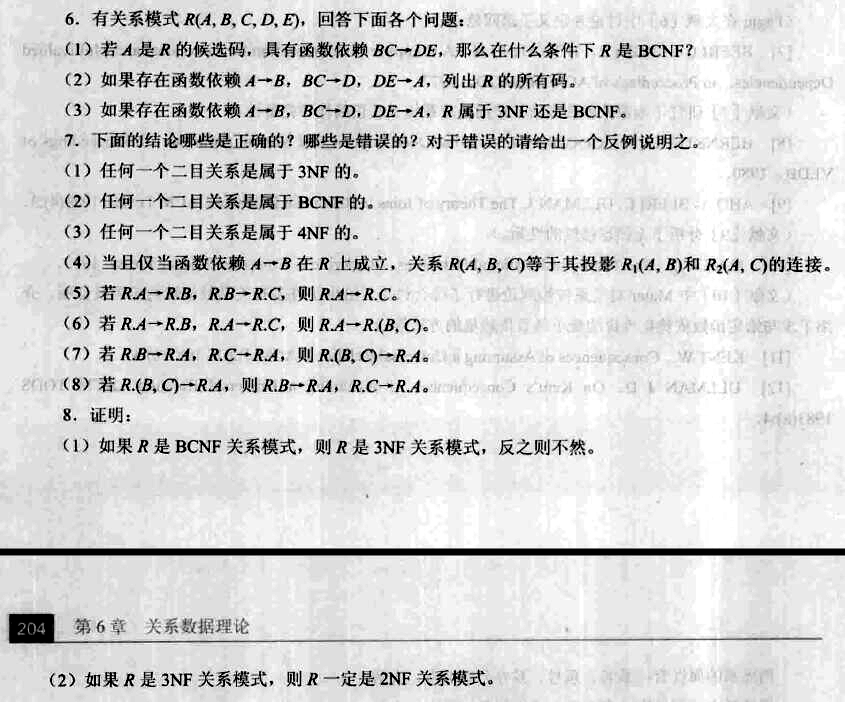 6. 有关系模式 R(A, B, C, D, E)，回答下面各个问题：
（1）若 A 是 R 的候选码，具有函数依赖 BC→DE，那么在什么条件下 R 是 BCNF？
（2）如果存在函数依赖 A→B，BC→D，DE→A，列出 R 的所有码。
（3）如果存在函数依赖 A→B，BC→D，DE→A，R 属于 3NF 还是 BCNF。
7. 下面的结论哪些是正确的？哪些是错误的？对于错误的请给出一个反例说明之。
（1）任何一个二目关系是属于 3NF 的。
（2）任何一个二目关系是属于 BCNF 的。
（3）任何一个二目关系是属于 4NF 的。
（4）当且仅当函数依赖 A→B 在 R 上成立，关系 R(A, B, C)等于其投影 R₁(A, B)和 R₂(A, C)的连接。
（5）若 R.A→R.B，R.B→R.C，则 R.A→R.C。
（6）若 R.A→R.B，R.A→R.C，则 R.A→R.(B, C)。
（7）若 R.B→R.A，R.C→R.A，则 R.(B, C)→R.A。
（8）若 R.(B, C)→R.A，则 R.B→R.A，R.C→R.A。
8. 证明：
（1）如果 R 是 BCNF 关系模式，则 R 是 3NF 关系模式，反之则不然。
204 第 6 章 关系数据理论
（2）如果 R 是 3NF 关系模式，则 R 一定是 2NF 关系模式。